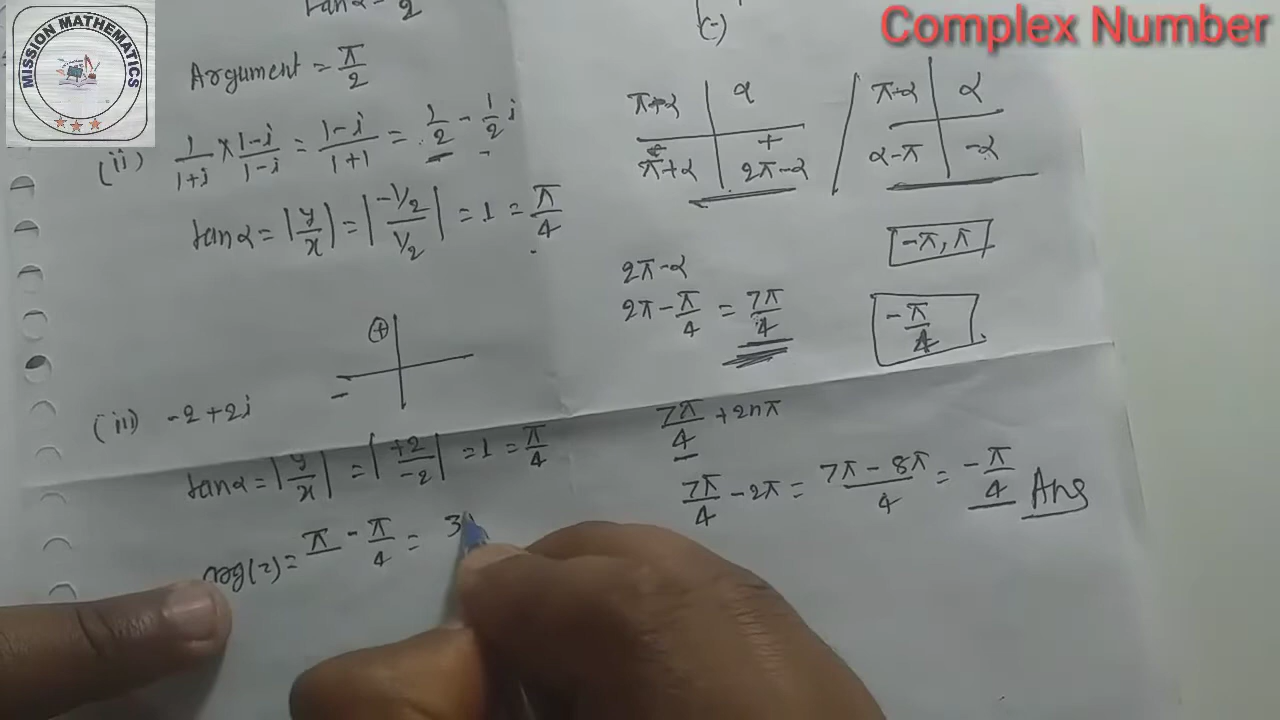 Complex Number
MISSION MATHEMATICS
tanα = 2
Argument = π/2
(ii) 1/1+i × 1-i/1-i = 1-i/1+1 = 1/2 - 1/2 i
tanα = |y/x| = |-1/2 / 1/2| = 1 = π/4
(+)
-
(iii) -2+2i
tanα = |y/x| = |+2/-2| = 1 = π/4
arg(z) = π - π/4 = 3
(-)
π+α | α
π+α | 2π-α
+
π-α | α
α-π | -α
-π, π
2π-α
2π - π/4 = 7π/4
-π/4
7π/4 + 2nπ
7π/4 - 2π = 7π - 8π/4 = -π/4 Ans